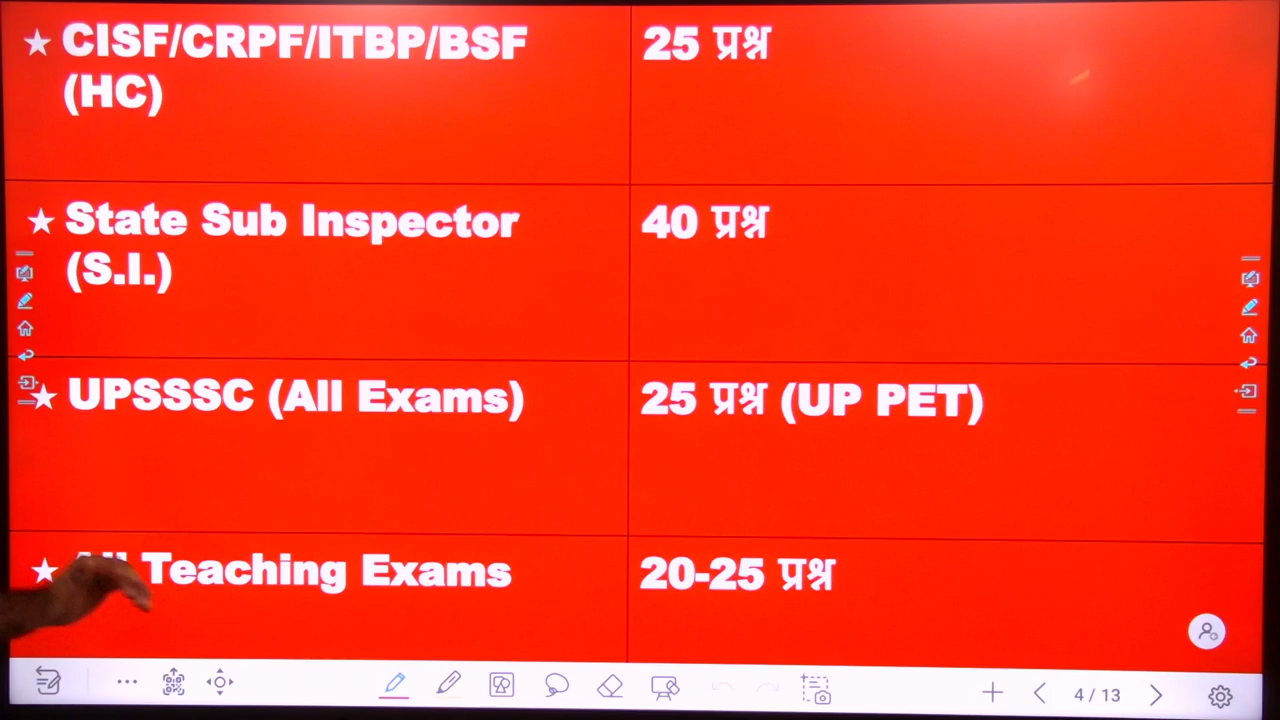 ★ CISF/CRPF/ITBP/BSF
(HC)
25 प्रश्न
★ State Sub Inspector
(S.I.)
40 प्रश्न
★ UPSSSC (All Exams)
25 प्रश्न (UP PET)
★ All Teaching Exams
20-25 प्रश्न
4 / 13